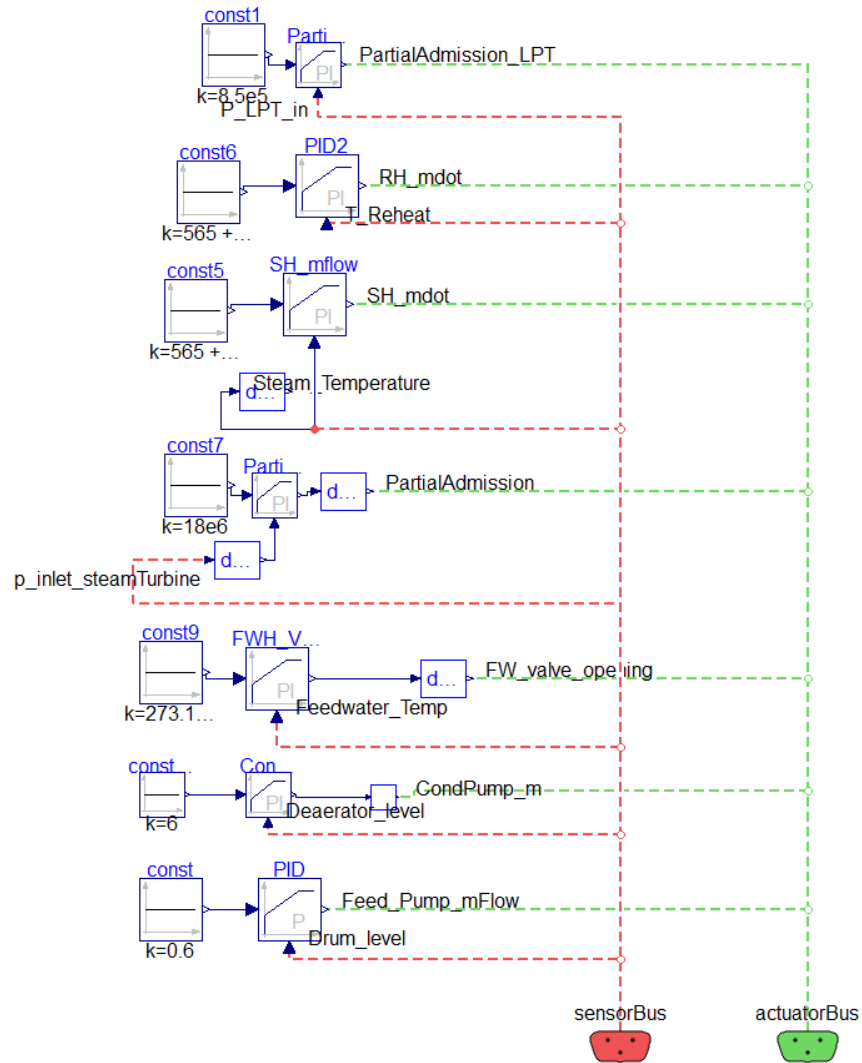 const1
Parti...
PartialAdmission_LPT
PI
k=8.5e5
P_LPT_in
const6
PID2
RH_mdot
PI
T_Reheat
k=565 +...
const5
SH_mflow
SH_mdot
PI
k=565 +...
Steam_Temperature
d...
const7
Parti...
PartialAdmission
d...
PI
k=18e6
d...
p_inlet_steamTurbine
const9
FWH_V...
FW_valve_opening
d...
PI
Feedwater_Temp
k=273.1...
const...
Con...
CondPump_m
PI
Deaerator_level
k=6
const
PID
Feed_Pump_mFlow
P
Drum_level
k=0.6
sensorBus
actuatorBus